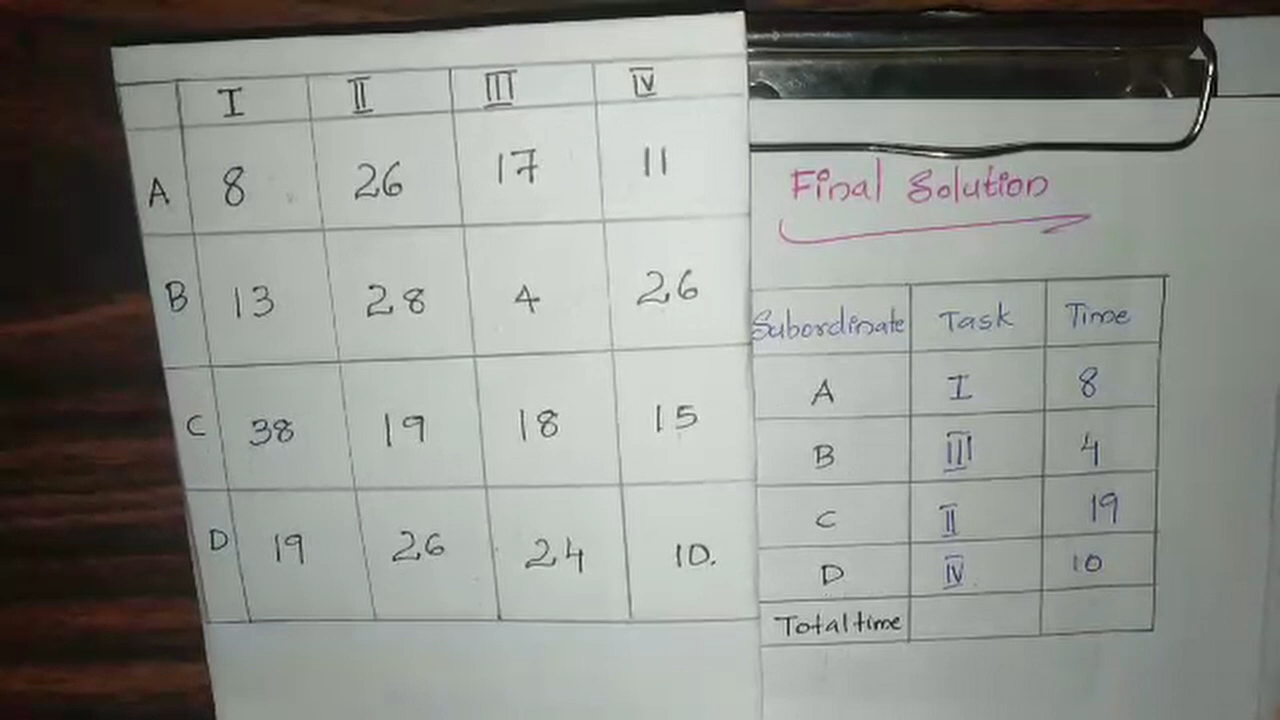 I II III IV
A 8 26 17 11
B 13 28 4 26
C 38 19 18 15
D 19 26 24 10.
Final Solution
Subordinate Task Time
A I 8
B III 4
C II 19
D IV 10
Total time